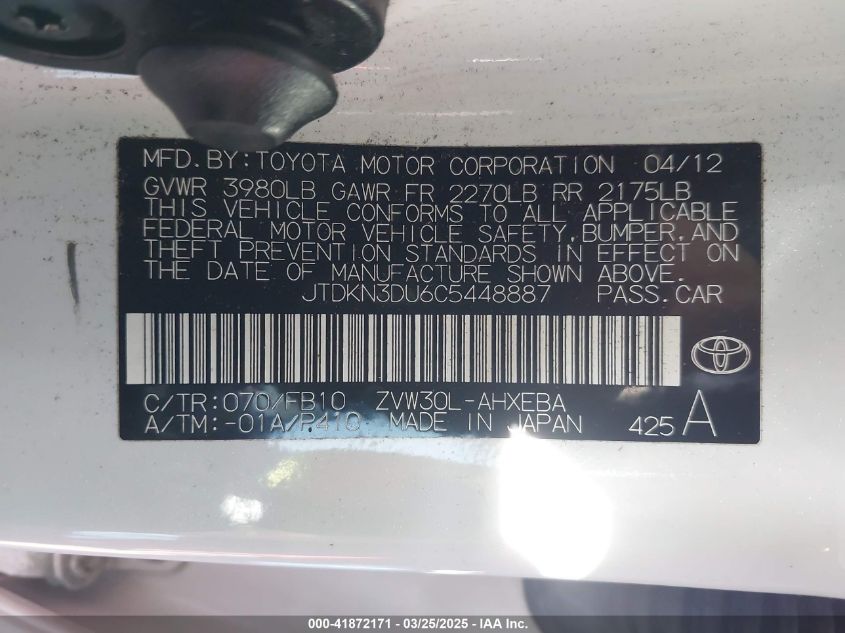 MFD. BY: TOYOTA MOTOR CORPORATION 04/12
GVWR 3980LB GAWR FR 2270LB RR 2175LB
THIS VEHICLE CONFORMS TO ALL APPLICABLE
FEDERAL MOTOR VEHICLE SAFETY, BUMPER, AND
THEFT PREVENTION STANDARDS IN EFFECT ON
THE DATE OF MANUFACTURE SHOWN ABOVE.
JTDKN3DU6C5448887 PASS. CAR
C/TR: 070/FB10 ZVW30L-AHXEBA
A/TM: -01A/P410 MADE IN JAPAN 425 A
000-41872171 — 03/25/2025 — IAA Inc.